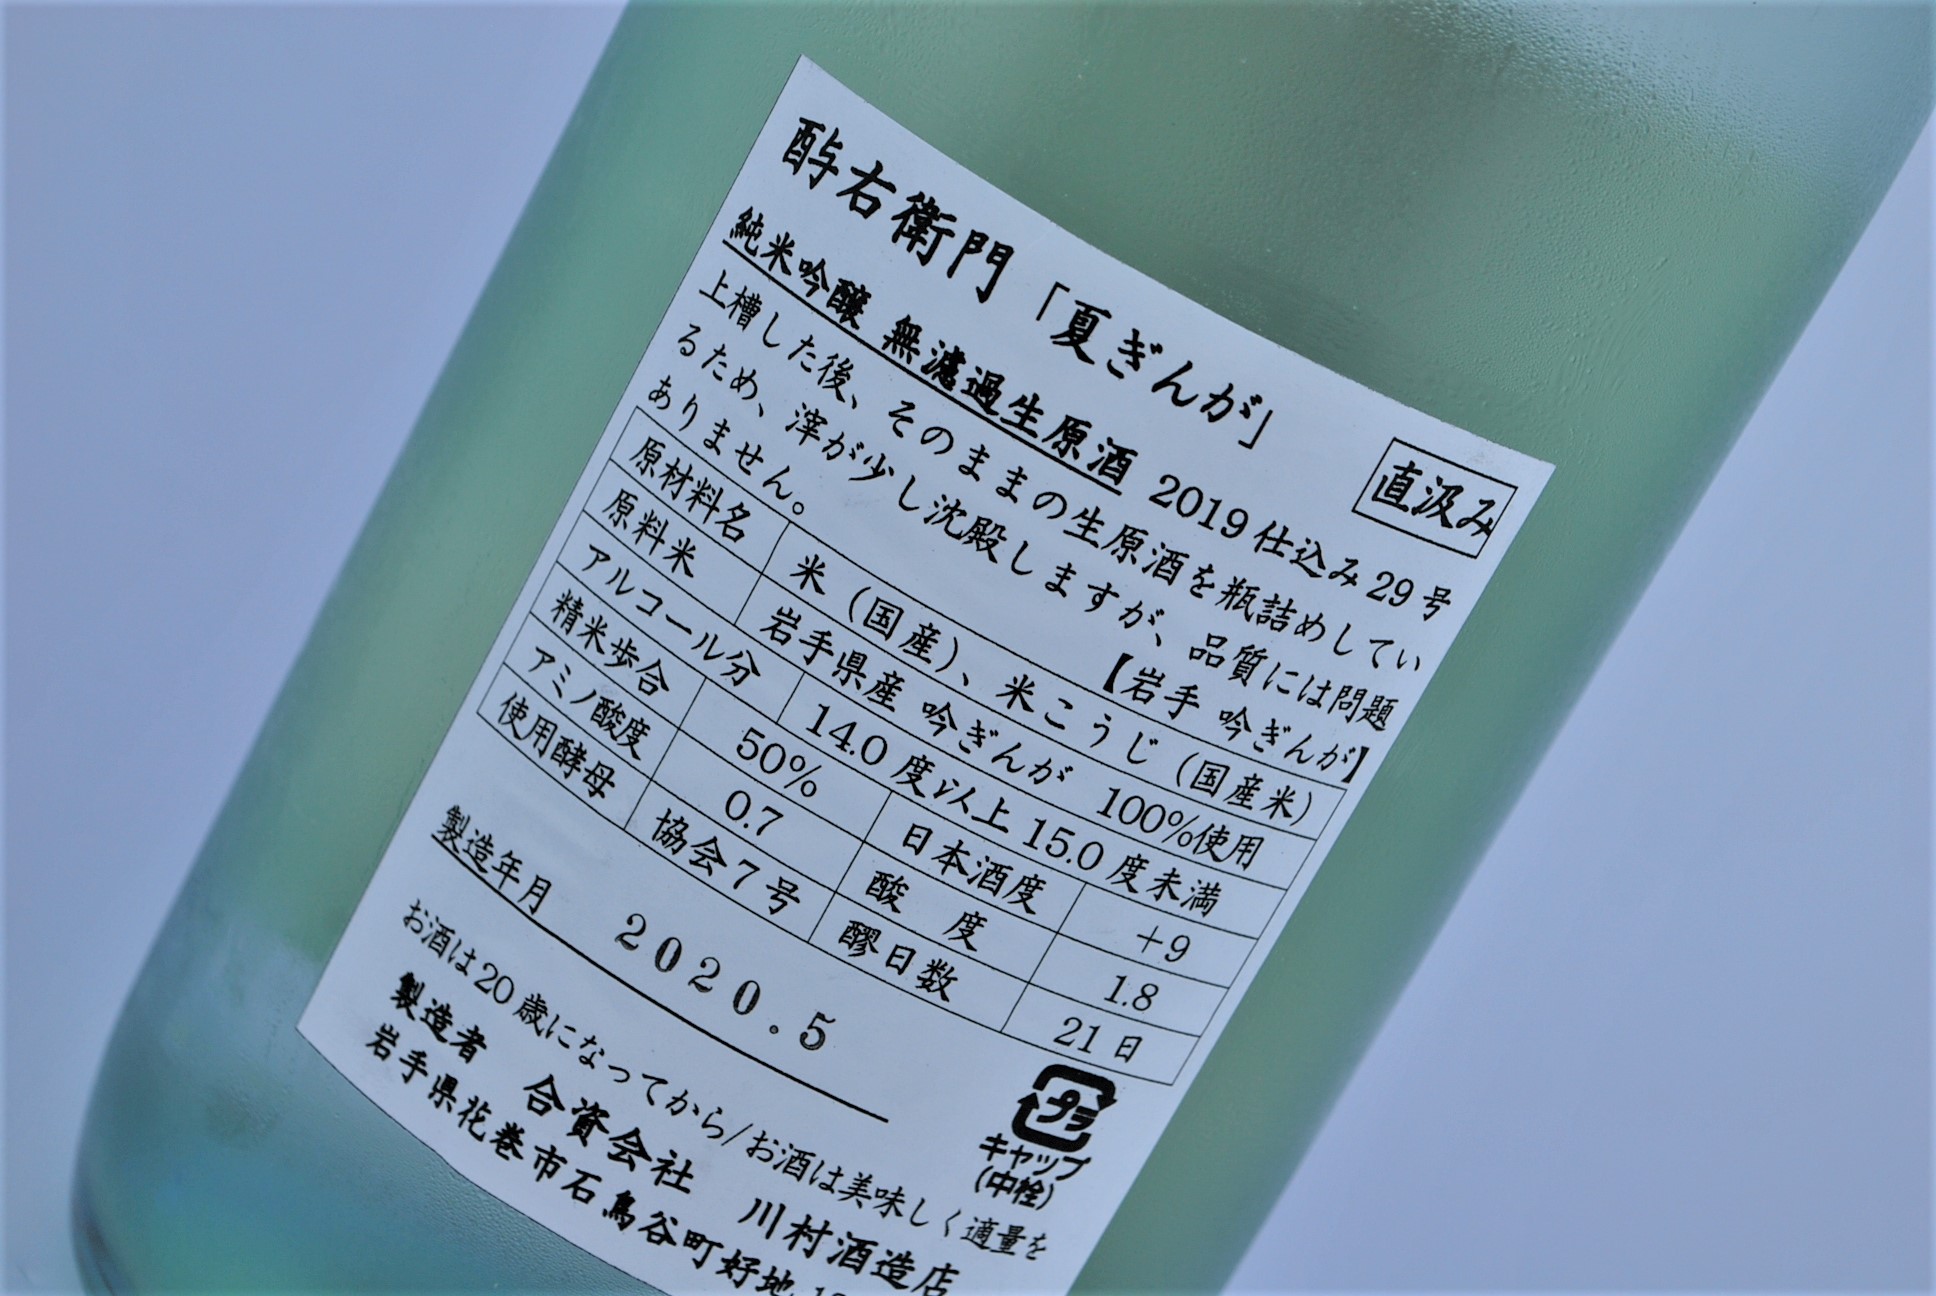 酔右衛門「夏ぎんが」
直汲み
純米吟醸 無濾過生原酒 2019仕込み29号
上槽した後、そのままの生原酒を瓶詰めしてい
るため、滓が少し沈殿しますが、品質には問題
ありません。
【岩手 吟ぎんが】
原材料名 米(国産)、米こうじ(国産米)
原料米 岩手県産 吟ぎんが 100%使用
アルコール分 14.0度以上15.0度未満
精米歩合 50% 日本酒度 +9
アミノ酸度 0.7 酸 度 1.8
使用酵母 協会7号 醪日数 21日
製造年月 2020.5
プラ
キャップ
(中栓)
お酒は20歳になってから/お酒は美味しく適量を
製造者 合資会社 川村酒造店
岩手県花巻市石鳥谷町好地